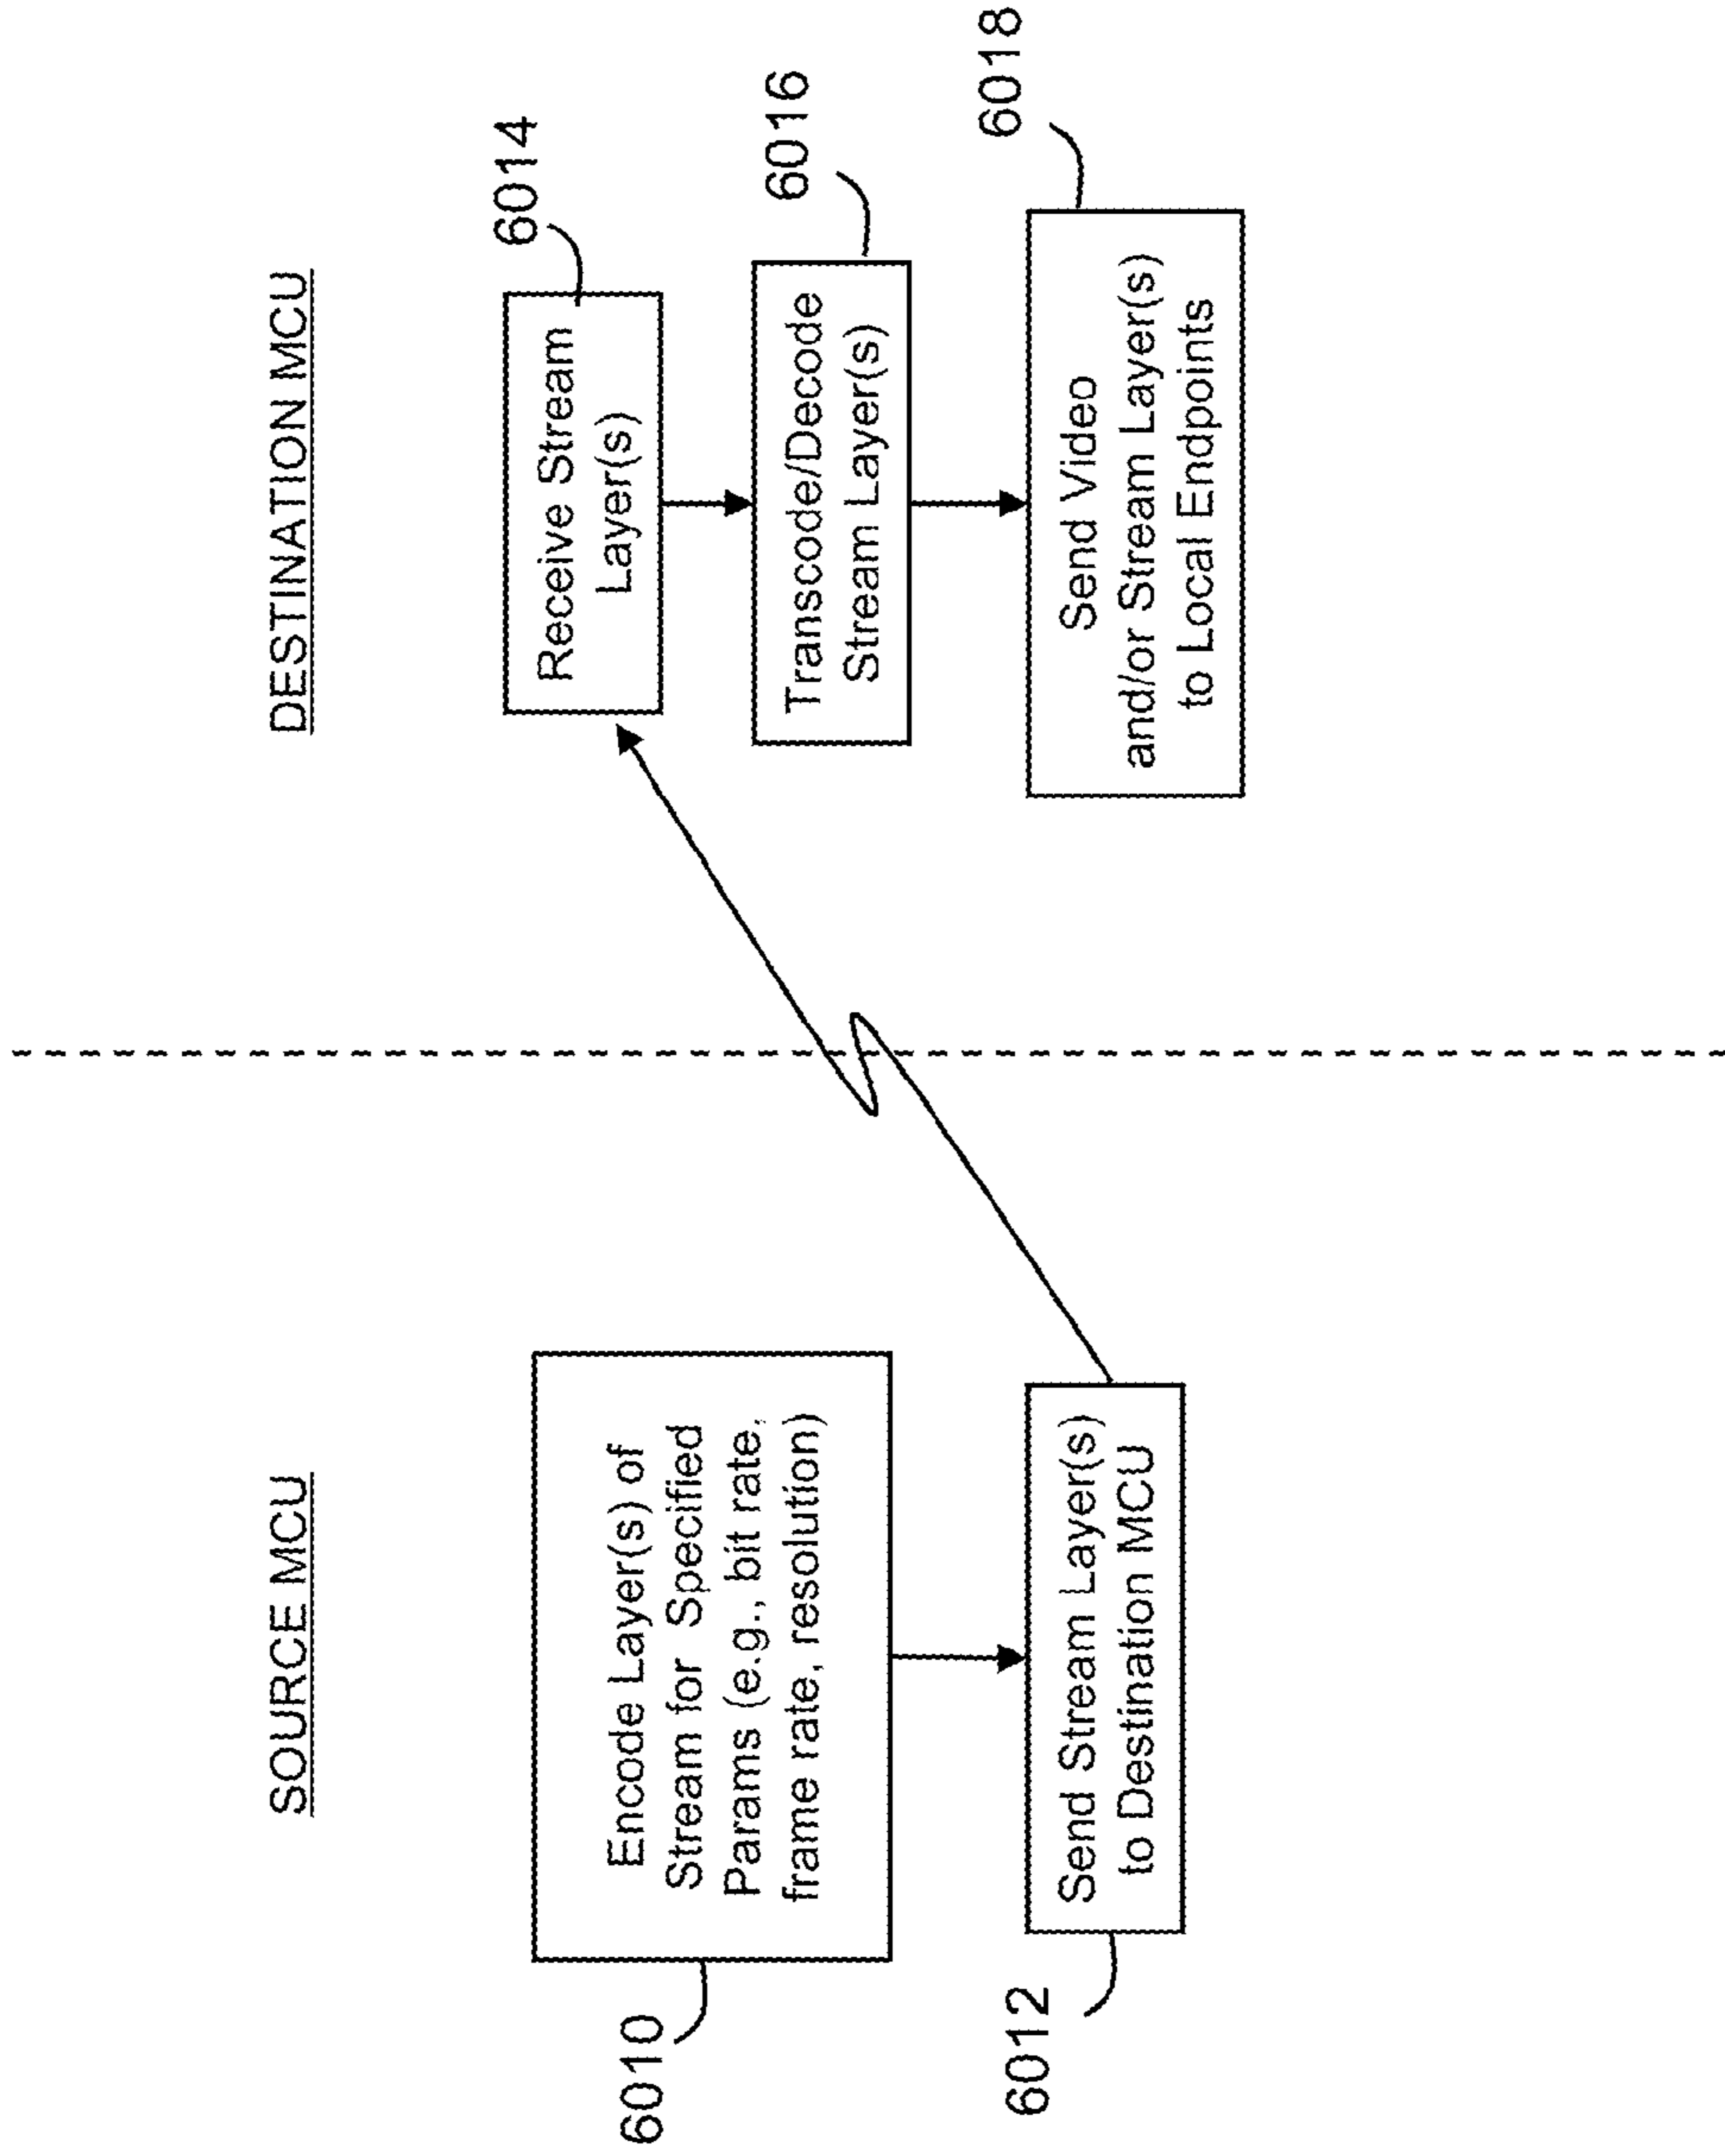 SOURCE MCU
6010
Encode Layer(s) of
Stream for Specified
Params (e.g., bit rate,
frame rate, resolution)
6012
Send Stream Layer(s)
to Destination MCU
DESTINATION MCU
6014
Receive Stream
Layer(s)
6016
Transcode/Decode
Stream Layer(s)
6018
Send Video
and/or Stream Layer(s)
to Local Endpoints